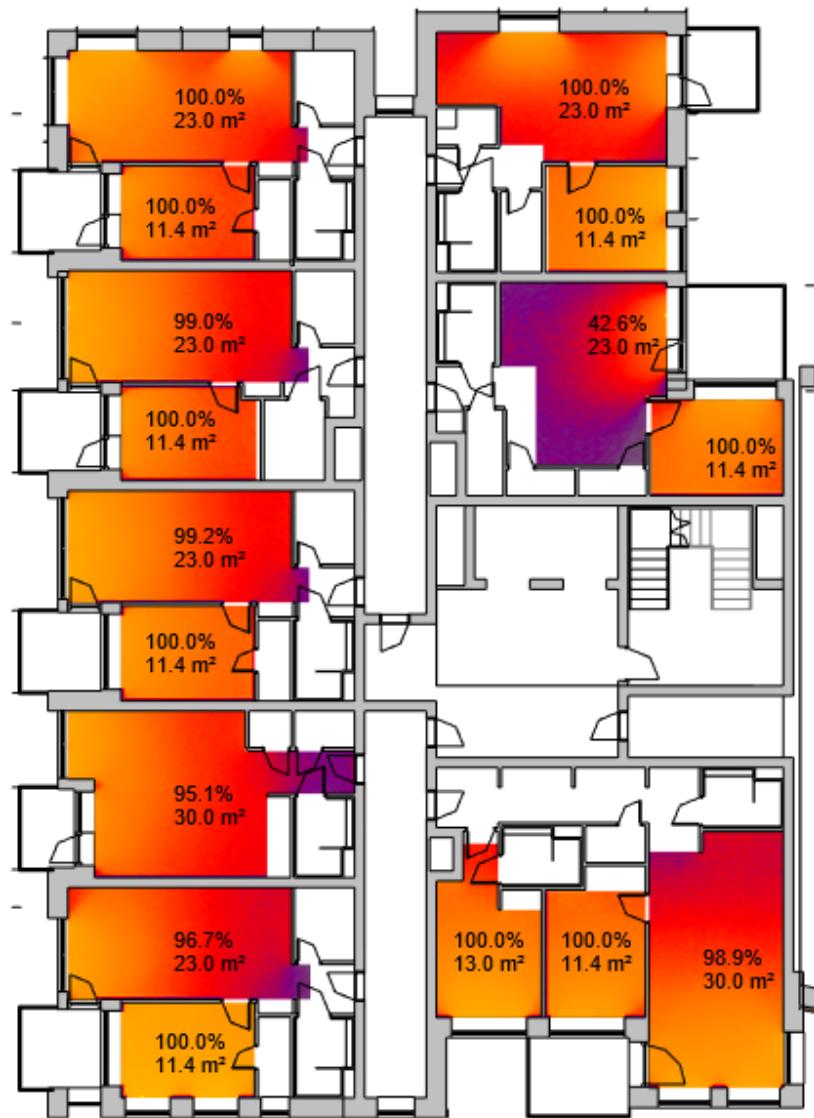 100.0%
23.0 m²
100.0%
23.0 m²
100.0%
11.4 m²
100.0%
11.4 m²
99.0%
23.0 m²
42.6%
23.0 m²
100.0%
11.4 m²
100.0%
11.4 m²
99.2%
23.0 m²
100.0%
11.4 m²
95.1%
30.0 m²
96.7%
23.0 m²
100.0%
13.0 m²
100.0%
11.4 m²
98.9%
30.0 m²
100.0%
11.4 m²